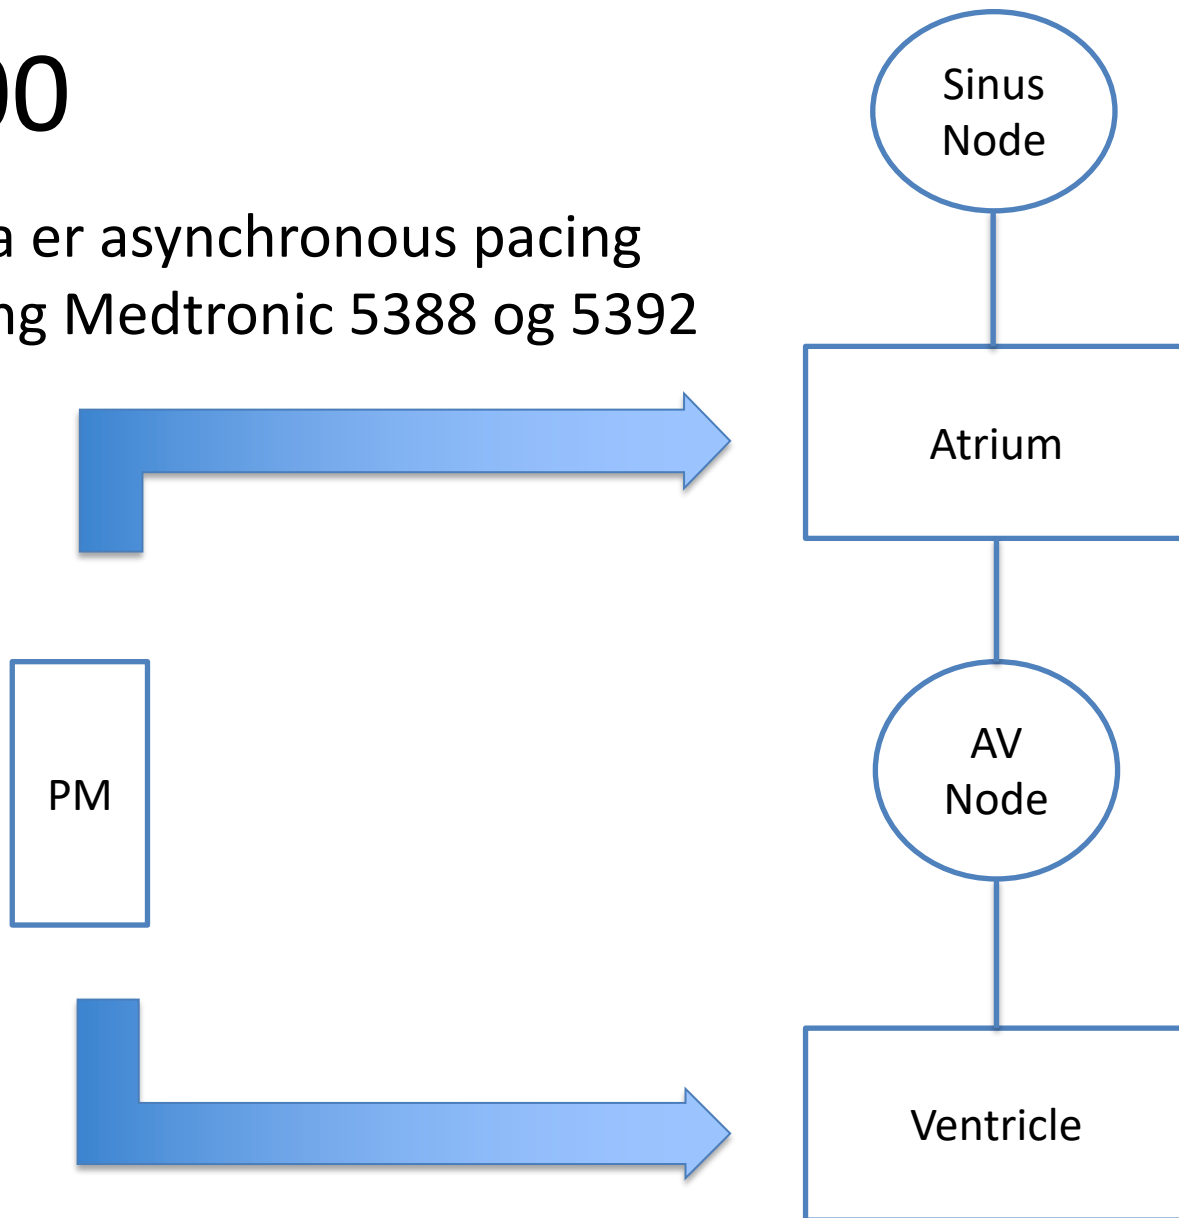 00
a er asynchronous pacing
ng Medtronic 5388 og 5392
Sinus
Node
Atrium
AV
Node
PM
Ventricle